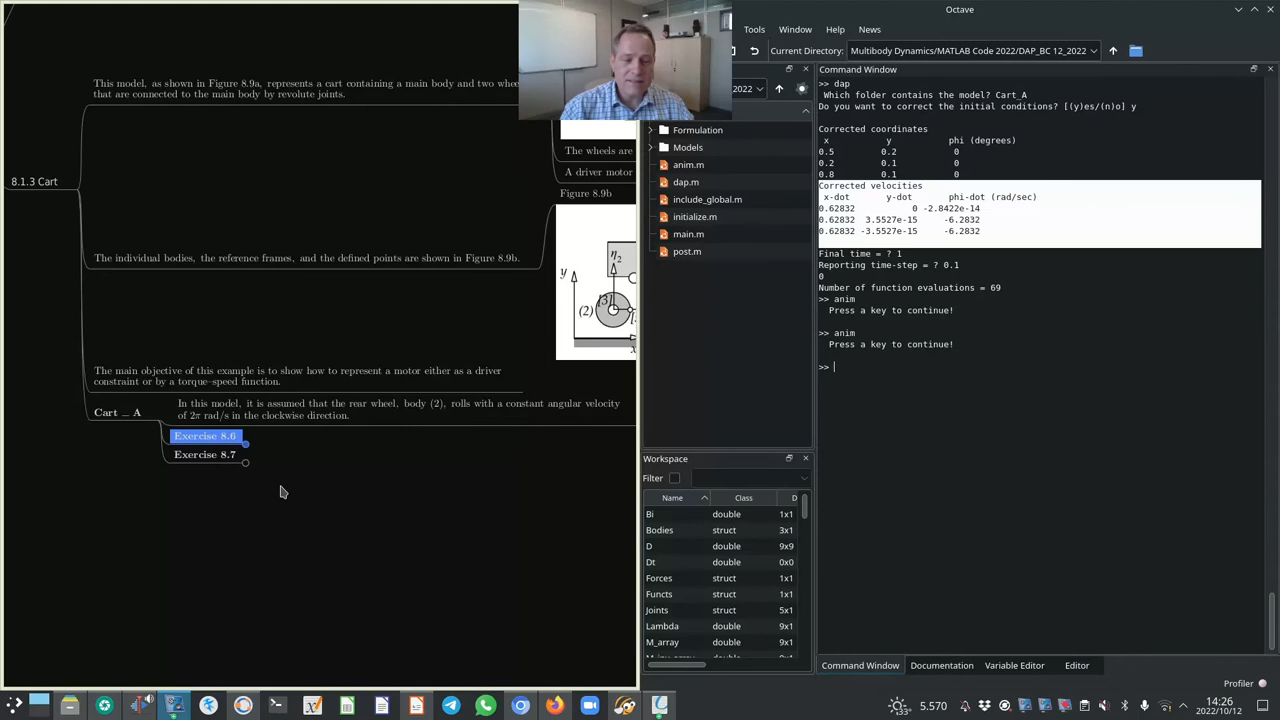 This model, as shown in Figure 8.9a, represents a cart containing a main body and two
that are connected to the main body by revolute joints.
8.1.3 Cart
The wheels are
A driver motor
Figure 8.9b
The individual bodies, the reference frames, and the defined points are shown in Figure 8.9b.
η2
y
[3]
(2)
The main objective of this example is to show how to represent a motor either as a driver
constraint or by a torque–speed function.
Cart _ A
In this model, it is assumed that the rear wheel, body (2), rolls with a constant angular velocity
of 2π rad/s in the clockwise direction.
Exercise 8.6
Exercise 8.7
Octave
Tools Window Help News
Current Directory: Multibody Dynamics/MATLAB Code 2022/DAP_BC 12_2022
2022
Formulation
Models
anim.m
dap.m
include_global.m
initialize.m
main.m
post.m
Workspace
Filter
Name Class D
Bi double 1x1
Bodies struct 3x1
D double 9x9
Dt double 0x0
Forces struct 1x1
Functs struct 1x1
Joints struct 5x1
Lambda double 9x1
M_array double 9x1
Command Window
>> dap
Which folder contains the model? Cart_A
Do you want to correct the initial conditions? [(y)es/(n)o] y
Corrected coordinates
x y phi (degrees)
0.5 0.2 0
0.2 0.1 0
0.8 0.1 0
Corrected velocities
x-dot y-dot phi-dot (rad/sec)
0.62832 0 -2.8422e-14
0.62832 3.5527e-15 -6.2832
0.62832 -3.5527e-15 -6.2832
Final time = ? 1
Reporting time-step = ? 0.1
0
Number of function evaluations = 69
>> anim
Press a key to continue!
>> anim
Press a key to continue!
>>
Command Window Documentation Variable Editor Editor
Profiler
33° 5.570
14:26
2022/10/12